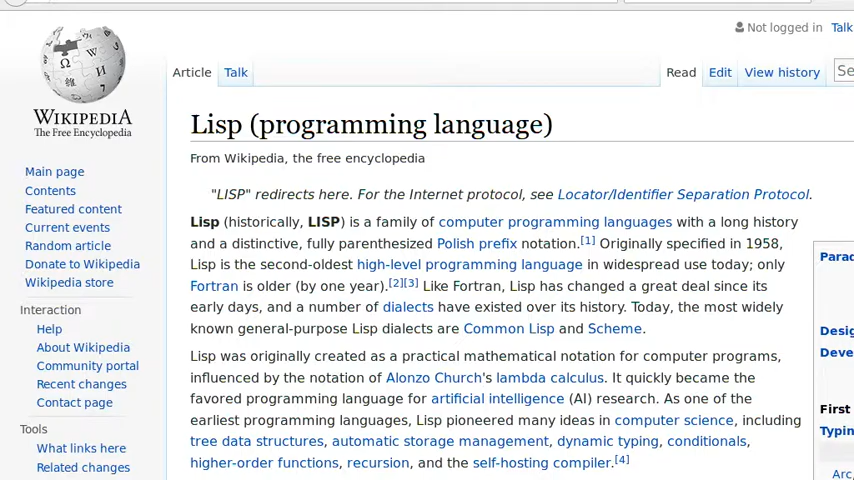 Not logged in Talk
Article Talk Read Edit View history Se
WIKIPEDIA
The Free Encyclopedia
Main page
Contents
Featured content
Current events
Random article
Donate to Wikipedia
Wikipedia store
Interaction
Help
About Wikipedia
Community portal
Recent changes
Contact page
Tools
What links here
Related changes
Lisp (programming language)
From Wikipedia, the free encyclopedia
"LISP" redirects here. For the Internet protocol, see Locator/Identifier Separation Protocol.
Lisp (historically, LISP) is a family of computer programming languages with a long history
and a distinctive, fully parenthesized Polish prefix notation.[1] Originally specified in 1958,
Lisp is the second-oldest high-level programming language in widespread use today; only
Fortran is older (by one year).[2][3] Like Fortran, Lisp has changed a great deal since its
early days, and a number of dialects have existed over its history. Today, the most widely
known general-purpose Lisp dialects are Common Lisp and Scheme.
Lisp was originally created as a practical mathematical notation for computer programs,
influenced by the notation of Alonzo Church's lambda calculus. It quickly became the
favored programming language for artificial intelligence (AI) research. As one of the
earliest programming languages, Lisp pioneered many ideas in computer science, including
tree data structures, automatic storage management, dynamic typing, conditionals,
higher-order functions, recursion, and the self-hosting compiler.[4]
Parad
Desig
Deve
First
Typin
Arc,